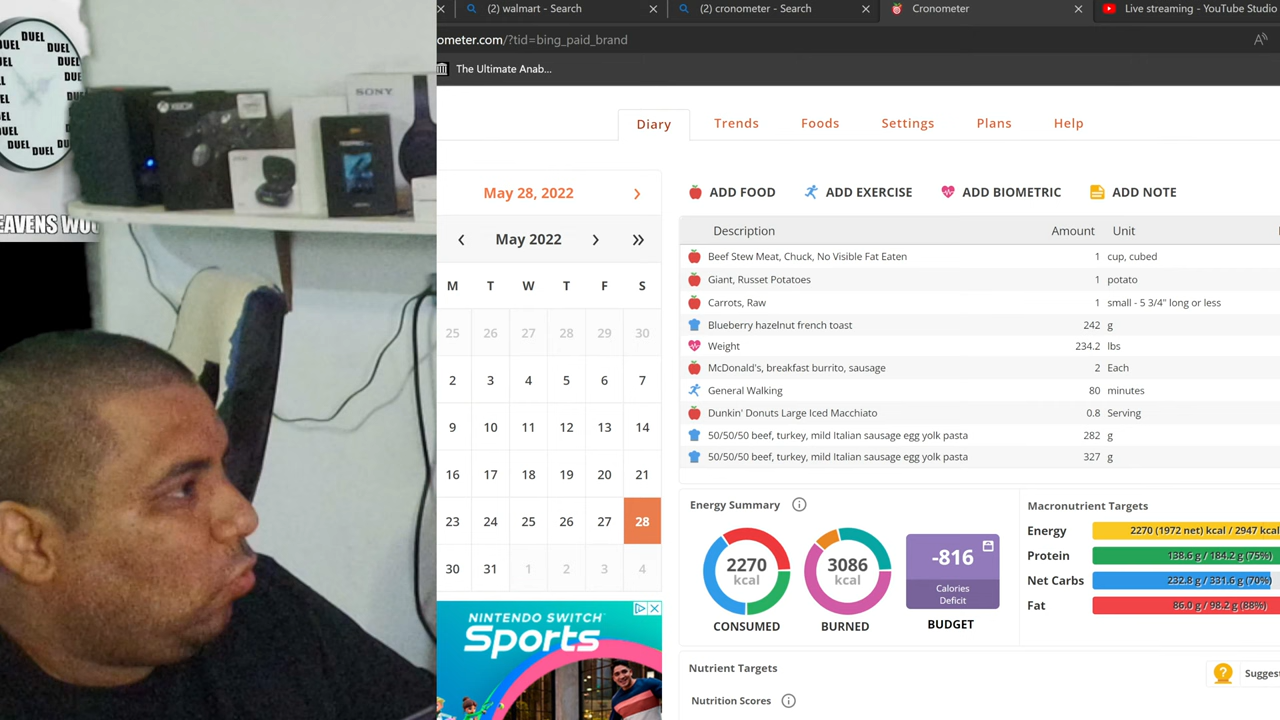 DUEL
DUEL
DUEL
DUEL
DUEL
DUEL
DUEL
DUEL
XBOX
SONY
(2) walmart - Search
(2) cronometer - Search
Cronometer
Live streaming - YouTube Studio
ometer.com/?tid=bing_paid_brand
The Ultimate Anab...
Diary
Trends
Foods
Settings
Plans
Help
May 28, 2022
May 2022
M T W T F S
25 26 27 28 29 30
2 3 4 5 6 7
9 10 11 12 13 14
16 17 18 19 20 21
23 24 25 26 27 28
30 31 1 2 3 4
NINTENDO SWITCH
Sports
ADD FOOD
ADD EXERCISE
ADD BIOMETRIC
ADD NOTE
Description Amount Unit
Beef Stew Meat, Chuck, No Visible Fat Eaten 1 cup, cubed
Giant, Russet Potatoes 1 potato
Carrots, Raw 1 small - 5 3/4" long or less
Blueberry hazelnut french toast 242 g
Weight 234.2 lbs
McDonald's, breakfast burrito, sausage 2 Each
General Walking 80 minutes
Dunkin' Donuts Large Iced Macchiato 0.8 Serving
50/50/50 beef, turkey, mild Italian sausage egg yolk pasta 282 g
50/50/50 beef, turkey, mild Italian sausage egg yolk pasta 327 g
Energy Summary
2270
kcal
CONSUMED
3086
kcal
BURNED
-816
Calories
Deficit
BUDGET
Macronutrient Targets
Energy 2270 (1972 net) kcal / 2947 kcal
Protein 138.6 g / 184.2 g (75%)
Net Carbs 232.8 g / 331.6 g (70%)
Fat 86.0 g / 98.2 g (88%)
Nutrient Targets
Nutrition Scores
Sugges